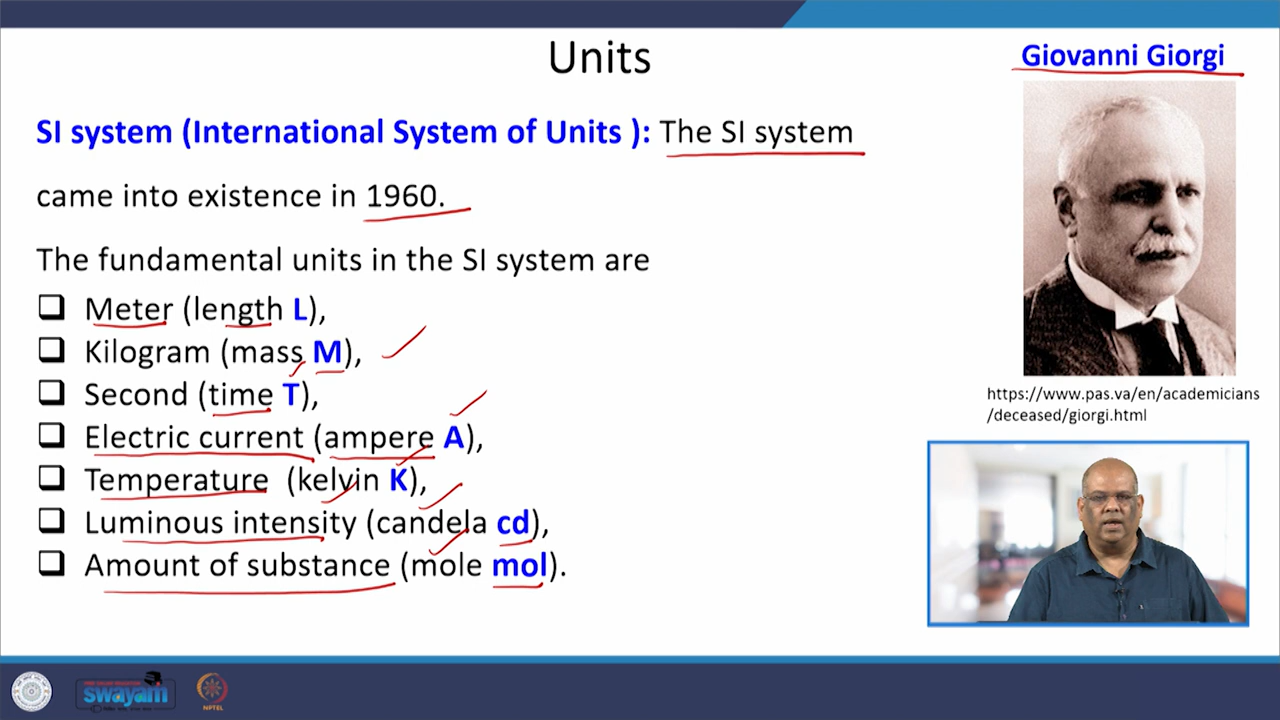 Units
Giovanni Giorgi
SI system (International System of Units ): The SI system
came into existence in 1960.
The fundamental units in the SI system are
Meter (length L),
Kilogram (mass M),
Second (time T),
Electric current (ampere A),
Temperature (kelvin K),
Luminous intensity (candela cd),
Amount of substance (mole mol).
https://www.pas.va/en/academicians
/deceased/giorgi.html
swayam
NPTEL